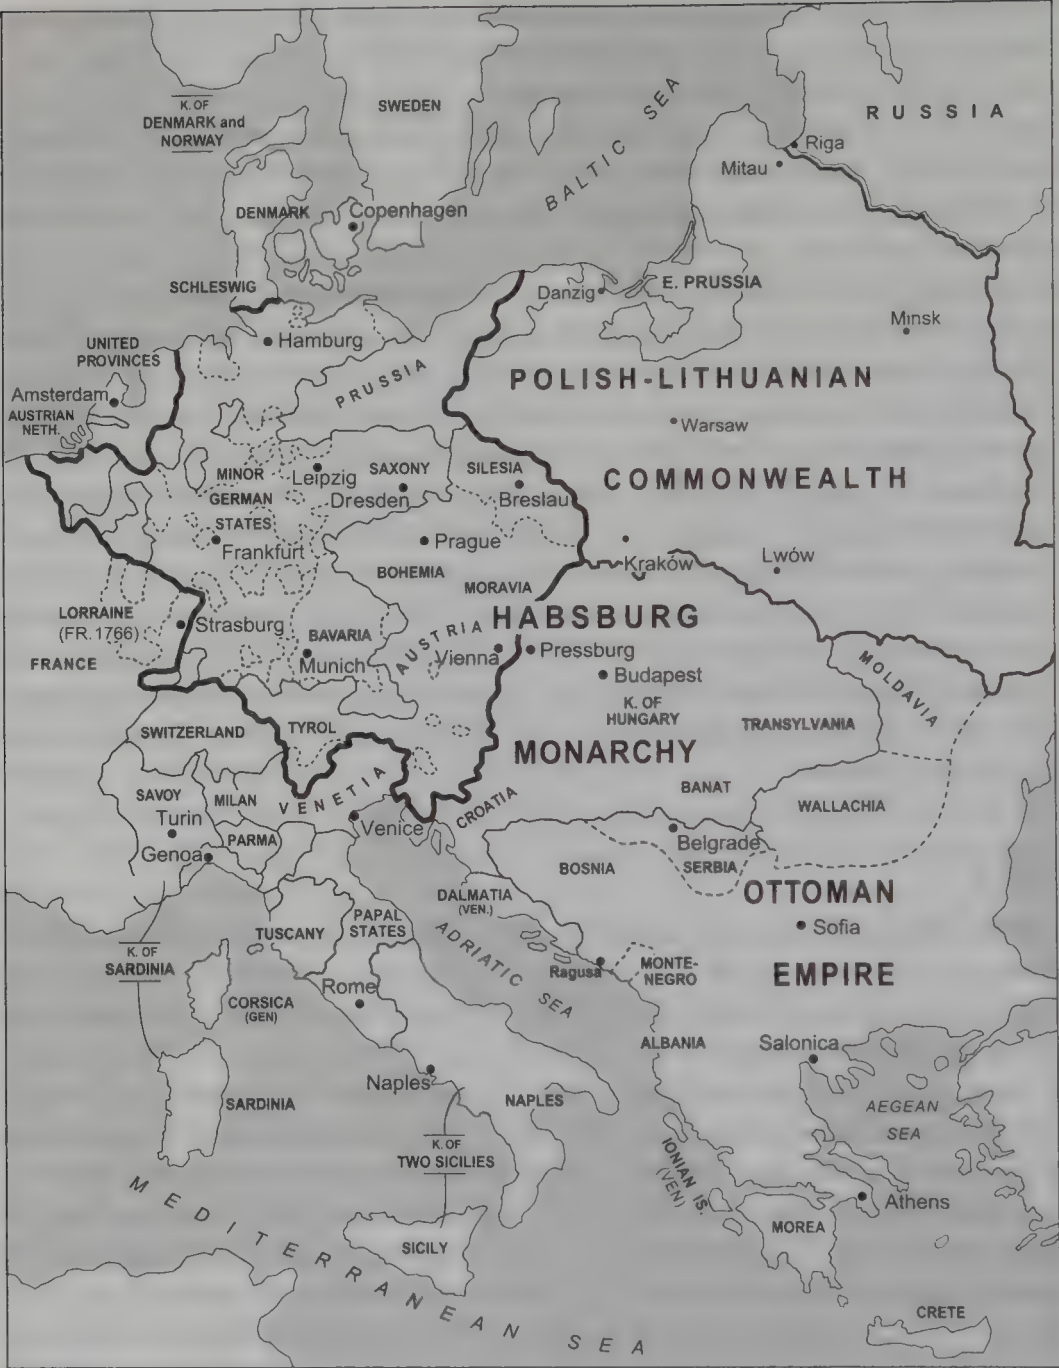 K. OF
DENMARK and
NORWAY
SWEDEN
BALTIC SEA
RUSSIA
Riga
Mitau
DENMARK
Copenhagen
SCHLESWIG
Danzig
E. PRUSSIA
Minsk
Hamburg
UNITED
PROVINCES
Amsterdam
AUSTRIAN
NETH.
PRUSSIA
POLISH-LITHUANIAN
Warsaw
COMMONWEALTH
MINOR
GERMAN
STATES
Leipzig
SAXONY
Dresden
SILESIA
Breslau
Frankfurt
Prague
BOHEMIA
MORAVIA
Kraków
Lwów
LORRAINE
(FR.1766)
FRANCE
Strasburg
BAVARIA
Munich
AUSTRIA
HABSBURG
Vienna
Pressburg
Budapest
K. OF
HUNGARY
TRANSYLVANIA
MOLDAVIA
MONARCHY
SWITZERLAND
TYROL
BANAT
WALLACHIA
SAVOY
MILAN
VENETIA
CROATIA
Turin
PARMA
Venice
Genoa
Belgrade
SERBIA
BOSNIA
OTTOMAN
Sofia
EMPIRE
DALMATIA
(VEN.)
ADRIATIC SEA
Ragusa
MONTE-
NEGRO
TUSCANY
PAPAL
STATES
K. OF
SARDINIA
CORSICA
(GEN)
Rome
ALBANIA
Salonica
Naples
NAPLES
SARDINIA
AEGEAN
SEA
K. OF
TWO SICILIES
IONIAN IS.
(VEN)
Athens
MOREA
SICILY
MEDITERRANEAN SEA
CRETE